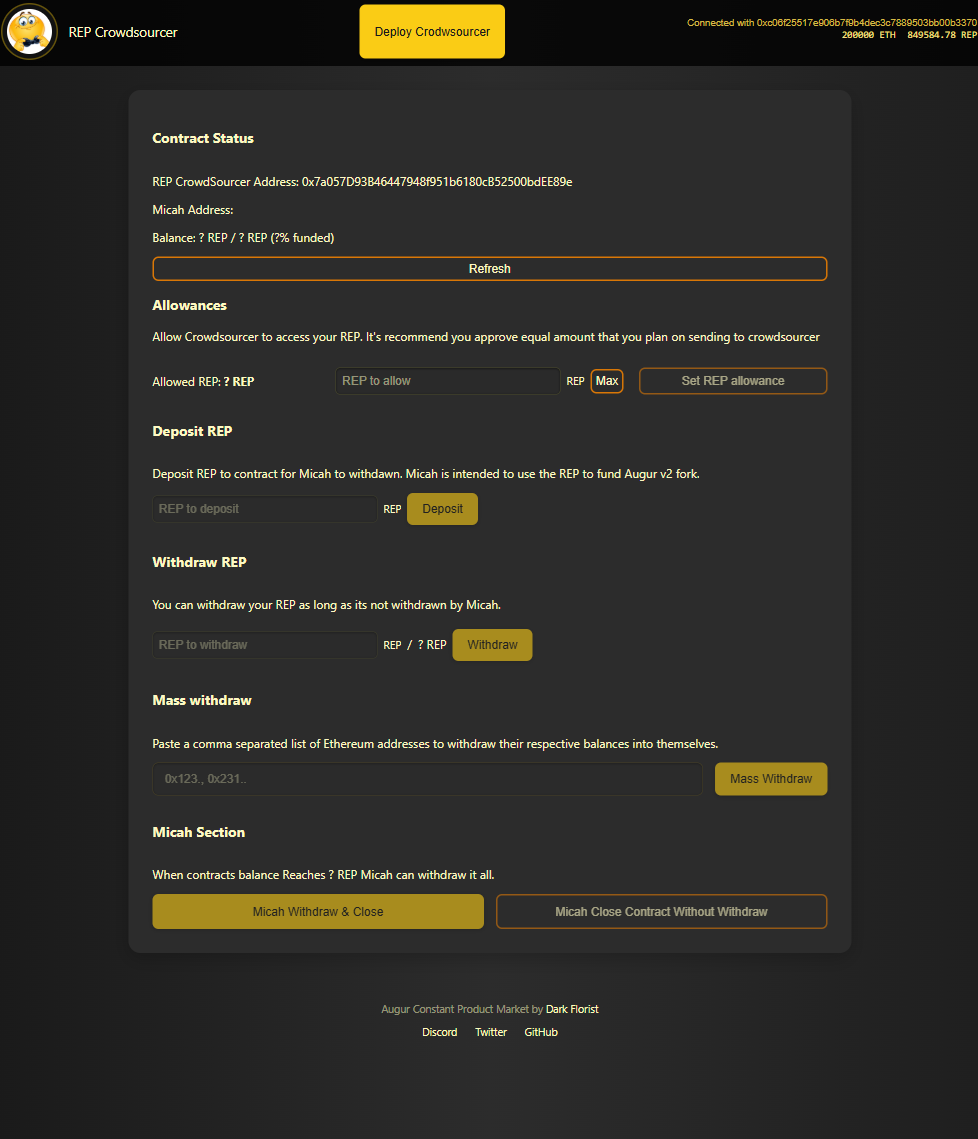 REP Crowdsourcer
Deploy Crodwsourcer
Connected with 0xc06f25517e906b7f9b4dec3c7889503bb00b3370
200000 ETH 849584.78 REP
Contract Status
REP CrowdSourcer Address: 0x7a057D93B46447948f951b6180cB52500bdEE89e
Micah Address:
Balance: ? REP / ? REP (?% funded)
Refresh
Allowances
Allow Crowdsourcer to access your REP. It's recommend you approve equal amount that you plan on sending to crowdsourcer
Allowed REP: ? REP REP to allow REP Max Set REP allowance
Deposit REP
Deposit REP to contract for Micah to withdawn. Micah is intended to use the REP to fund Augur v2 fork.
REP to deposit REP Deposit
Withdraw REP
You can withdraw your REP as long as its not withdrawn by Micah.
REP to withdraw REP / ? REP Withdraw
Mass withdraw
Paste a comma separated list of Ethereum addresses to withdraw their respective balances into themselves.
0x123., 0x231.. Mass Withdraw
Micah Section
When contracts balance Reaches ? REP Micah can withdraw it all.
Micah Withdraw & Close Micah Close Contract Without Withdraw
Augur Constant Product Market by Dark Florist
Discord Twitter GitHub